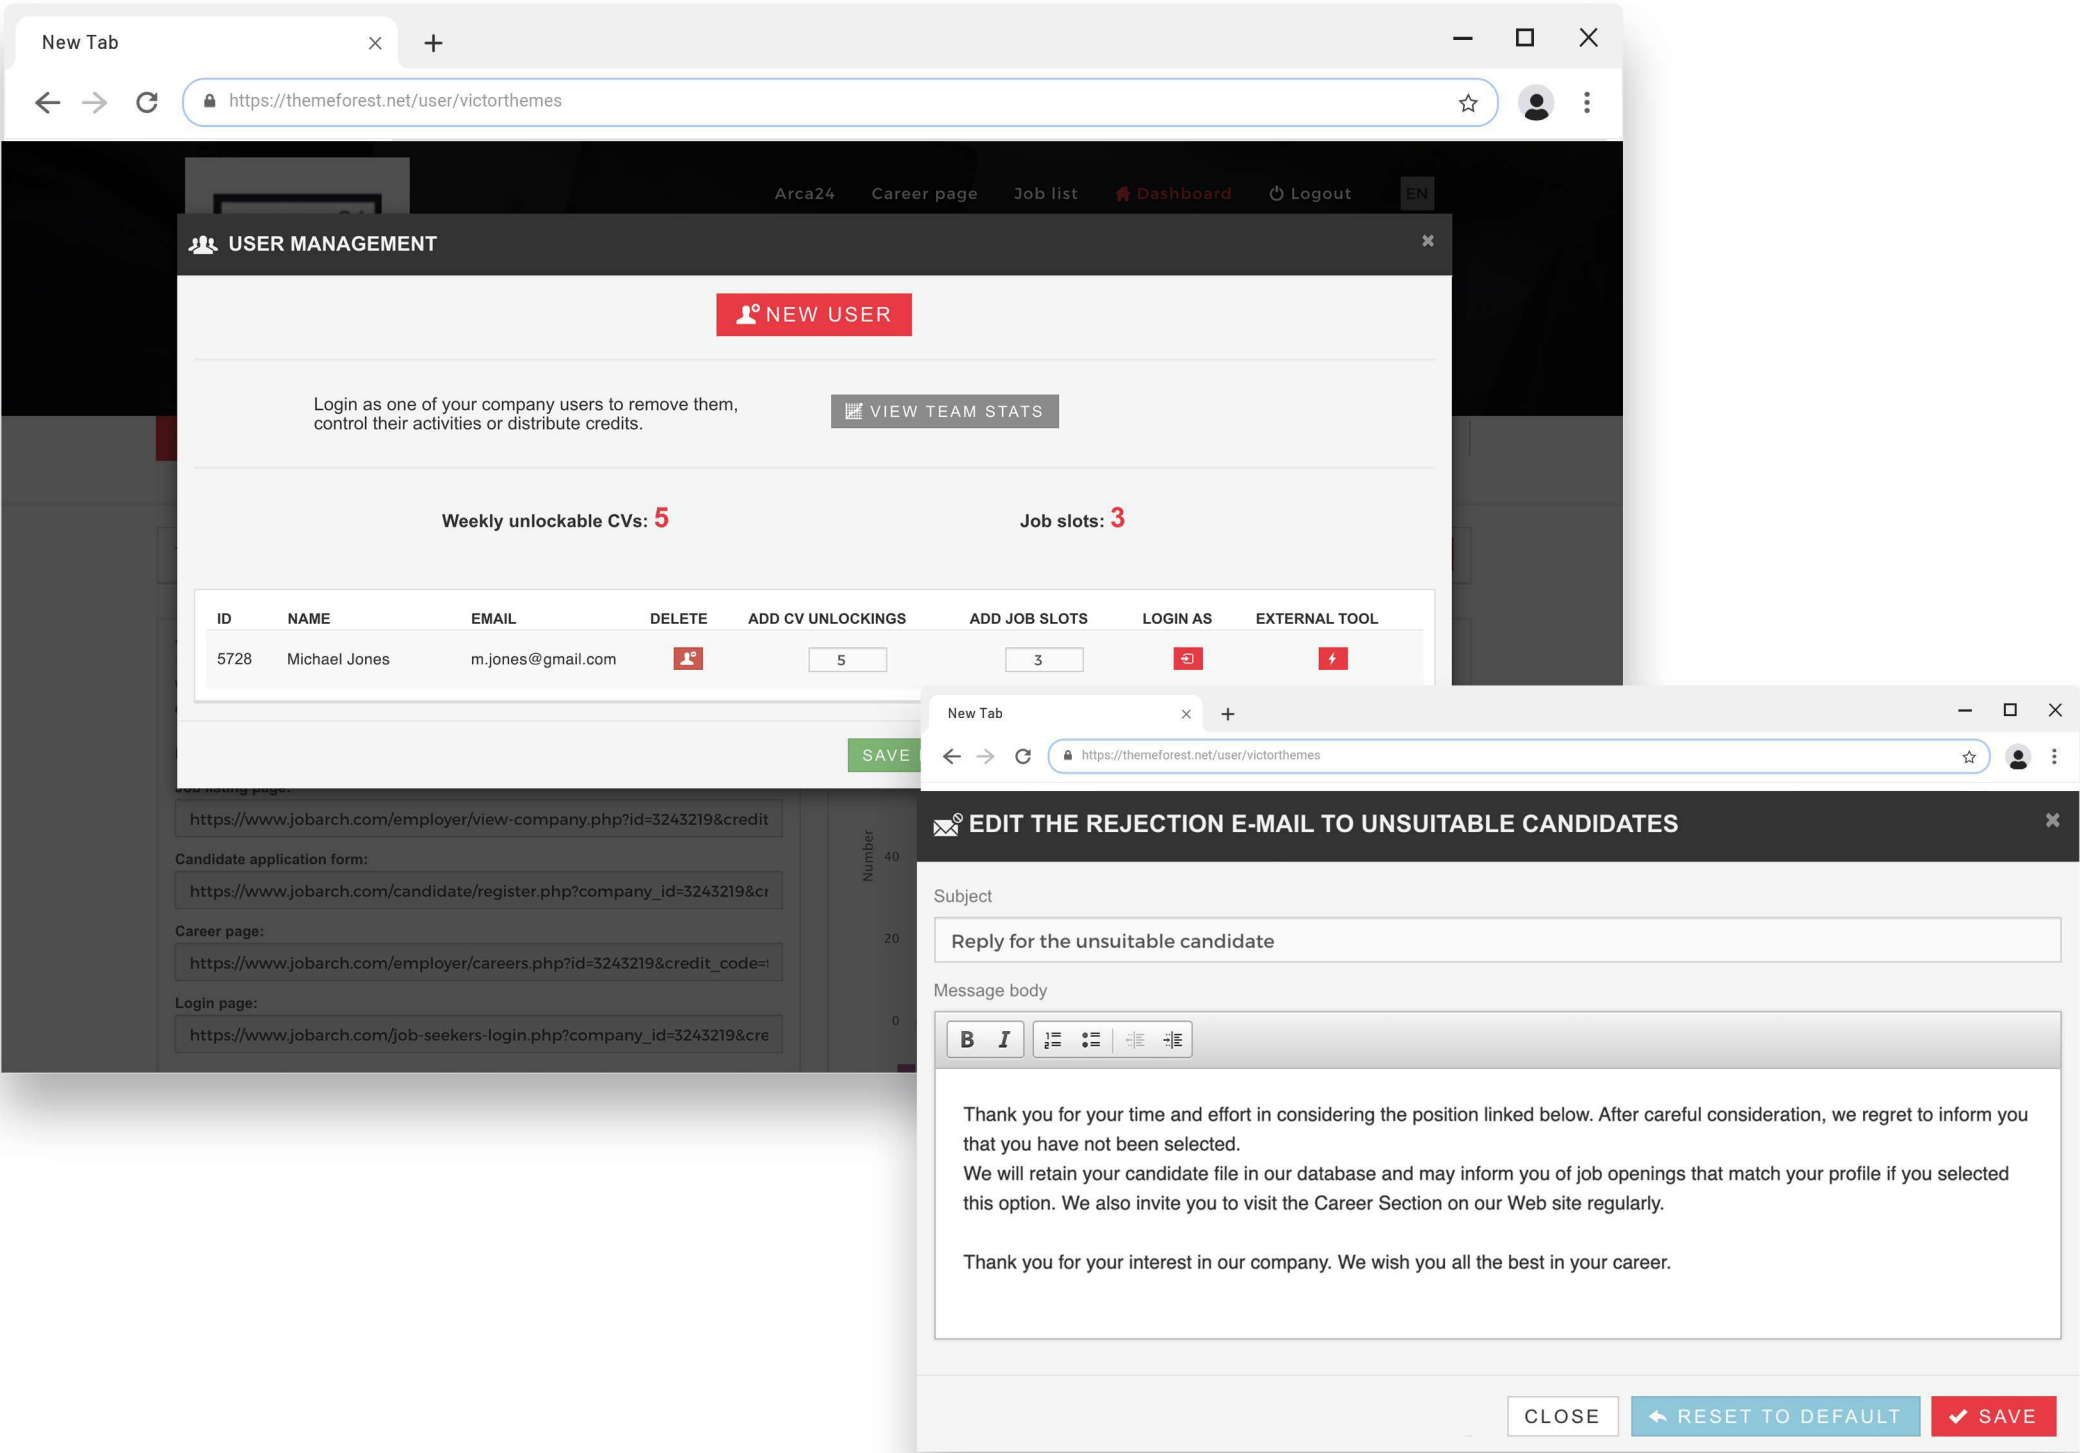 New Tab
https://themeforest.net/user/victorthemes
Arca24 Career page Job list Dashboard Logout EN
USER MANAGEMENT
NEW USER
Login as one of your company users to remove them,
control their activities or distribute credits.
VIEW TEAM STATS
Weekly unlockable CVs: 5
Job slots: 3
ID NAME EMAIL DELETE ADD CV UNLOCKINGS ADD JOB SLOTS LOGIN AS EXTERNAL TOOL
5728 Michael Jones m.jones@gmail.com 5 3
SAVE
Job listing page:
https://www.jobarch.com/employer/view-company.php?id=3243219&credit
Candidate application form:
https://www.jobarch.com/candidate/register.php?company_id=3243219&cr
Career page:
https://www.jobarch.com/employer/careers.php?id=3243219&credit_code=
Login page:
https://www.jobarch.com/job-seekers-login.php?company_id=3243219&cre
Number
40
20
0
New Tab
https://themeforest.net/user/victorthemes
EDIT THE REJECTION E-MAIL TO UNSUITABLE CANDIDATES
Subject
Reply for the unsuitable candidate
Message body
B I
Thank you for your time and effort in considering the position linked below. After careful consideration, we regret to inform you
that you have not been selected.
We will retain your candidate file in our database and may inform you of job openings that match your profile if you selected
this option. We also invite you to visit the Career Section on our Web site regularly.
Thank you for your interest in our company. We wish you all the best in your career.
CLOSE
RESET TO DEFAULT
SAVE